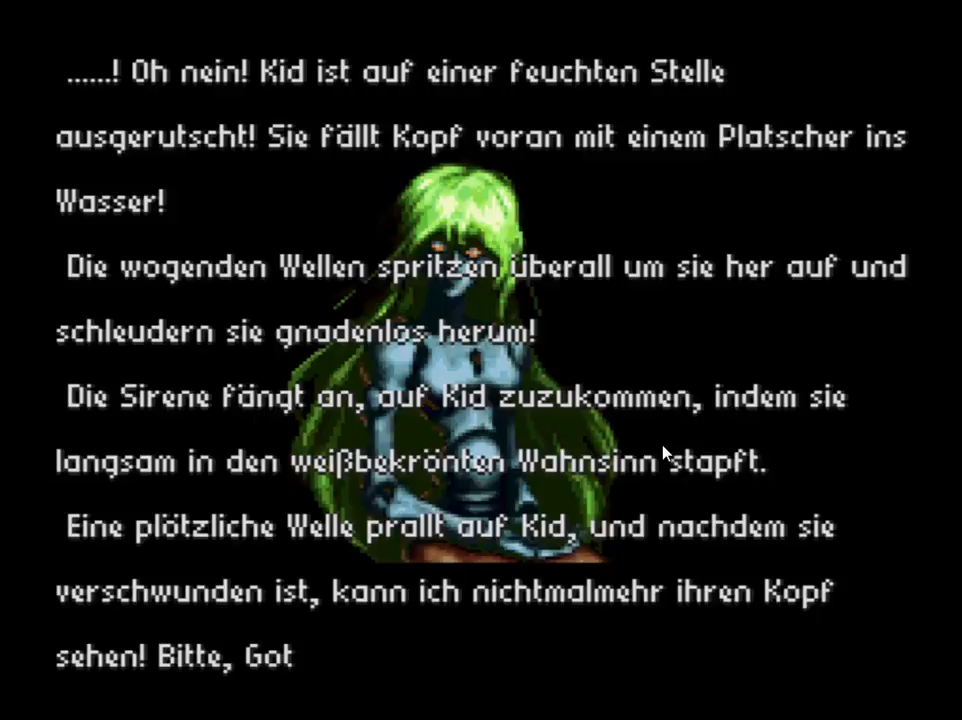 ......! Oh nein! Kid ist auf einer feuchten Stelle
ausgerutscht! Sie fällt Kopf voran mit einem Platscher ins
Wasser!
Die wogenden Wellen spritzen überall um sie her auf und
schleudern sie gnadenlos herum!
Die Sirene fängt an, auf Kid zuzukommen, indem sie
langsam in den weißbekrönten Wahnsinn stapft.
Eine plötzliche Welle prallt auf Kid, und nachdem sie
verschwunden ist, kann ich nichtmalmehr ihren Kopf
sehen! Bitte, Got